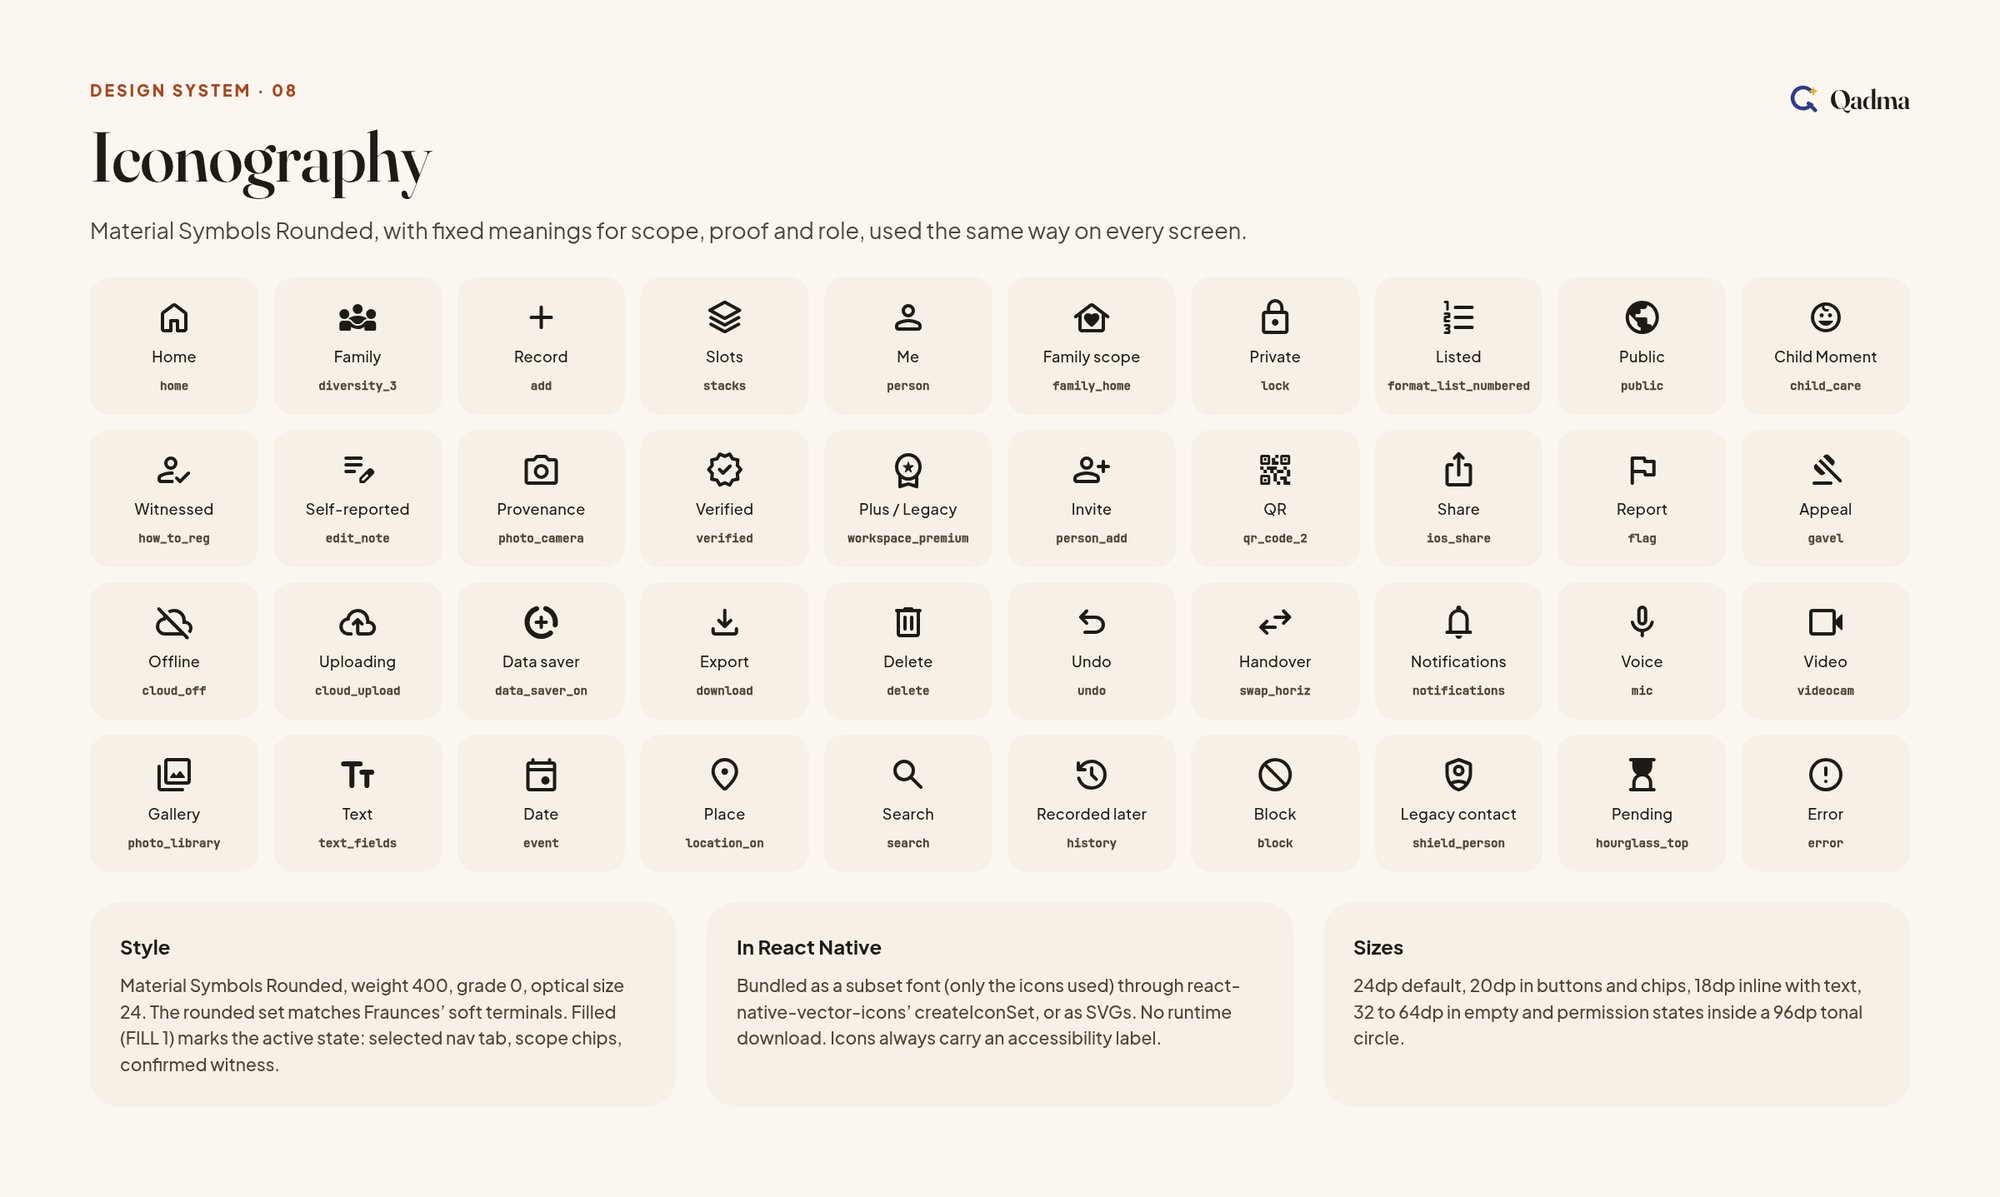 DESIGN SYSTEM · 08
Qadma
Iconography
Material Symbols Rounded, with fixed meanings for scope, proof and role, used the same way on every screen.
Home
home
Family
diversity_3
Record
add
Slots
stacks
Me
person
Family scope
family_home
Private
lock
Listed
format_list_numbered
Public
public
Child Moment
child_care
Witnessed
how_to_reg
Self-reported
edit_note
Provenance
photo_camera
Verified
verified
Plus / Legacy
workspace_premium
Invite
person_add
QR
qr_code_2
Share
ios_share
Report
flag
Appeal
gavel
Offline
cloud_off
Uploading
cloud_upload
Data saver
data_saver_on
Export
download
Delete
delete
Undo
undo
Handover
swap_horiz
Notifications
notifications
Voice
mic
Video
videocam
Gallery
photo_library
Text
text_fields
Date
event
Place
location_on
Search
search
Recorded later
history
Block
block
Legacy contact
shield_person
Pending
hourglass_top
Error
error
Style
Material Symbols Rounded, weight 400, grade 0, optical size
24. The rounded set matches Fraunces’ soft terminals. Filled
(FILL 1) marks the active state: selected nav tab, scope chips,
confirmed witness.
In React Native
Bundled as a subset font (only the icons used) through react-
native-vector-icons’ createIconSet, or as SVGs. No runtime
download. Icons always carry an accessibility label.
Sizes
24dp default, 20dp in buttons and chips, 18dp inline with text,
32 to 64dp in empty and permission states inside a 96dp tonal
circle.